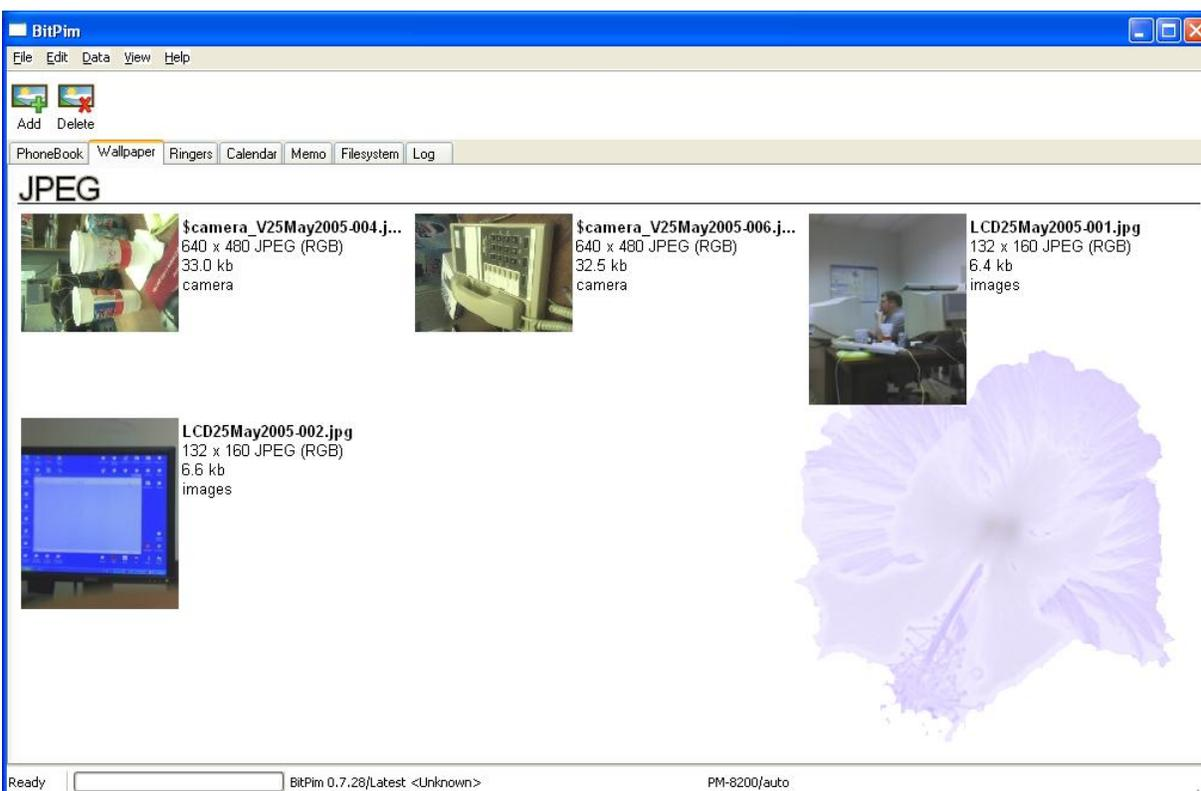 BitPim
File Edit Data View Help
Add Delete
PhoneBook Wallpaper Ringers Calendar Memo Filesystem Log
JPEG
$camera_V25May2005-004.j...
640 x 480 JPEG (RGB)
33.0 kb
camera
$camera_V25May2005-006.j...
640 x 480 JPEG (RGB)
32.5 kb
camera
LCD25May2005-001.jpg
132 x 160 JPEG (RGB)
6.4 kb
images
LCD25May2005-002.jpg
132 x 160 JPEG (RGB)
6.6 kb
images
Ready BitPim 0.7.28/Latest <Unknown> PM-8200/auto